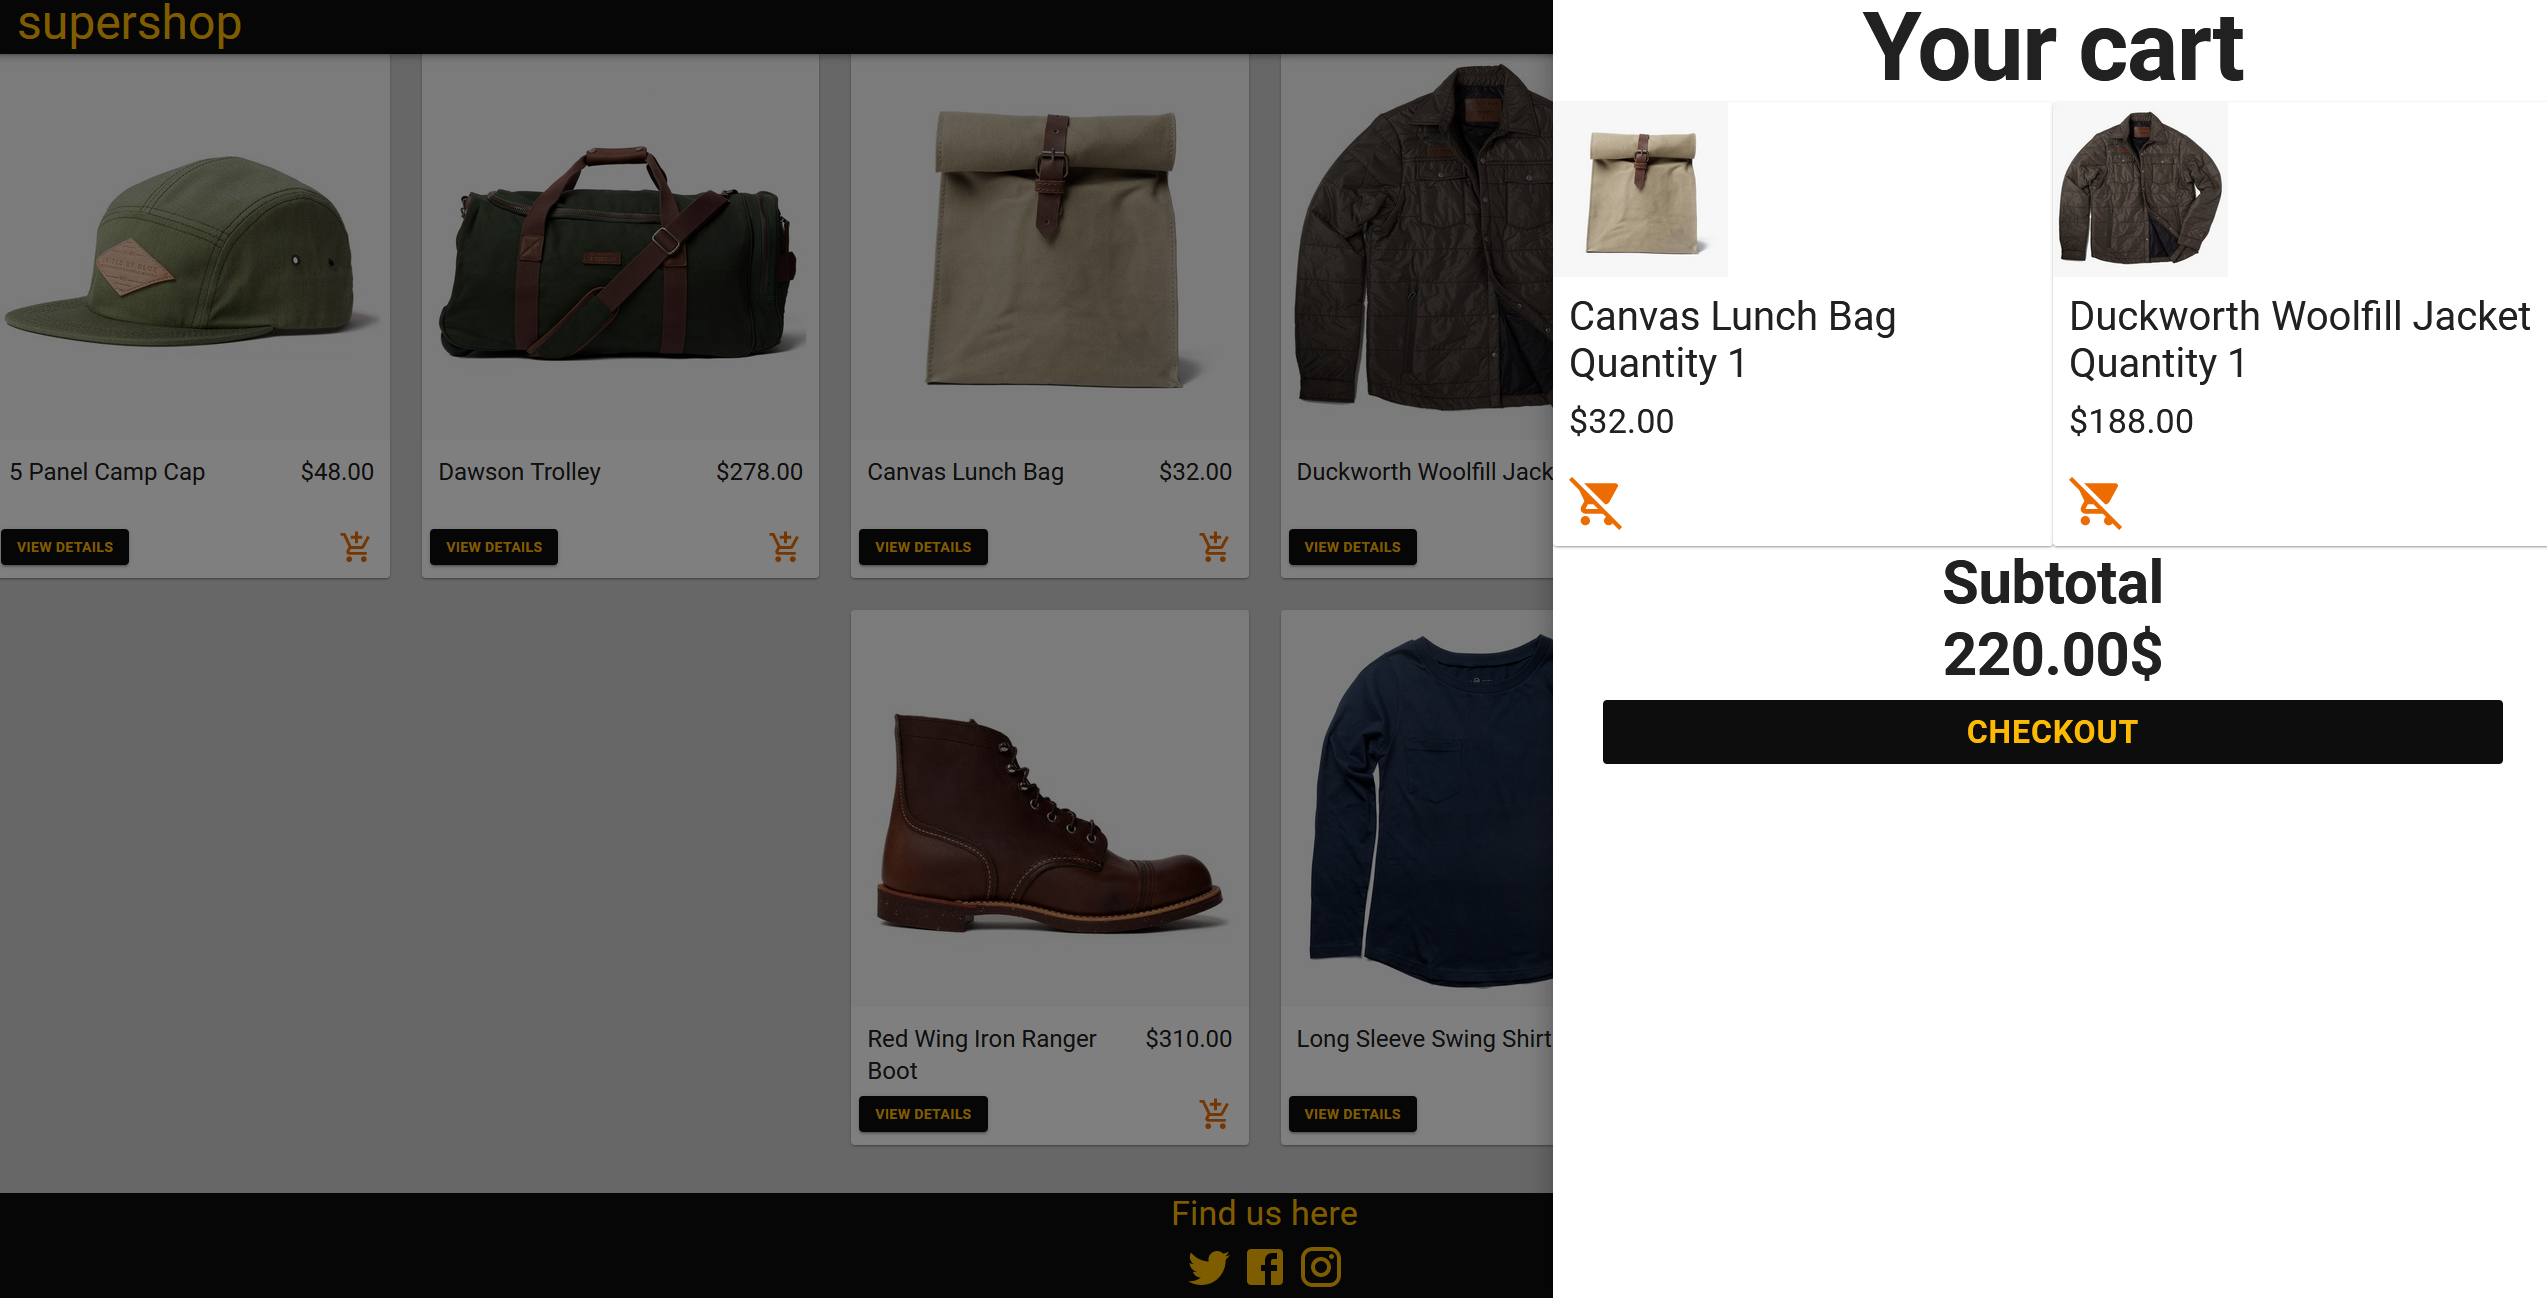 supershop
5 Panel Camp Cap
$48.00
VIEW DETAILS
Dawson Trolley
$278.00
VIEW DETAILS
Canvas Lunch Bag
$32.00
VIEW DETAILS
Duckworth Woolfill Jack
VIEW DETAILS
Red Wing Iron Ranger
Boot
$310.00
VIEW DETAILS
Long Sleeve Swing Shirt
VIEW DETAILS
Find us here
Your cart
Canvas Lunch Bag
Quantity 1
$32.00
Duckworth Woolfill Jacket
Quantity 1
$188.00
Subtotal
220.00$
CHECKOUT